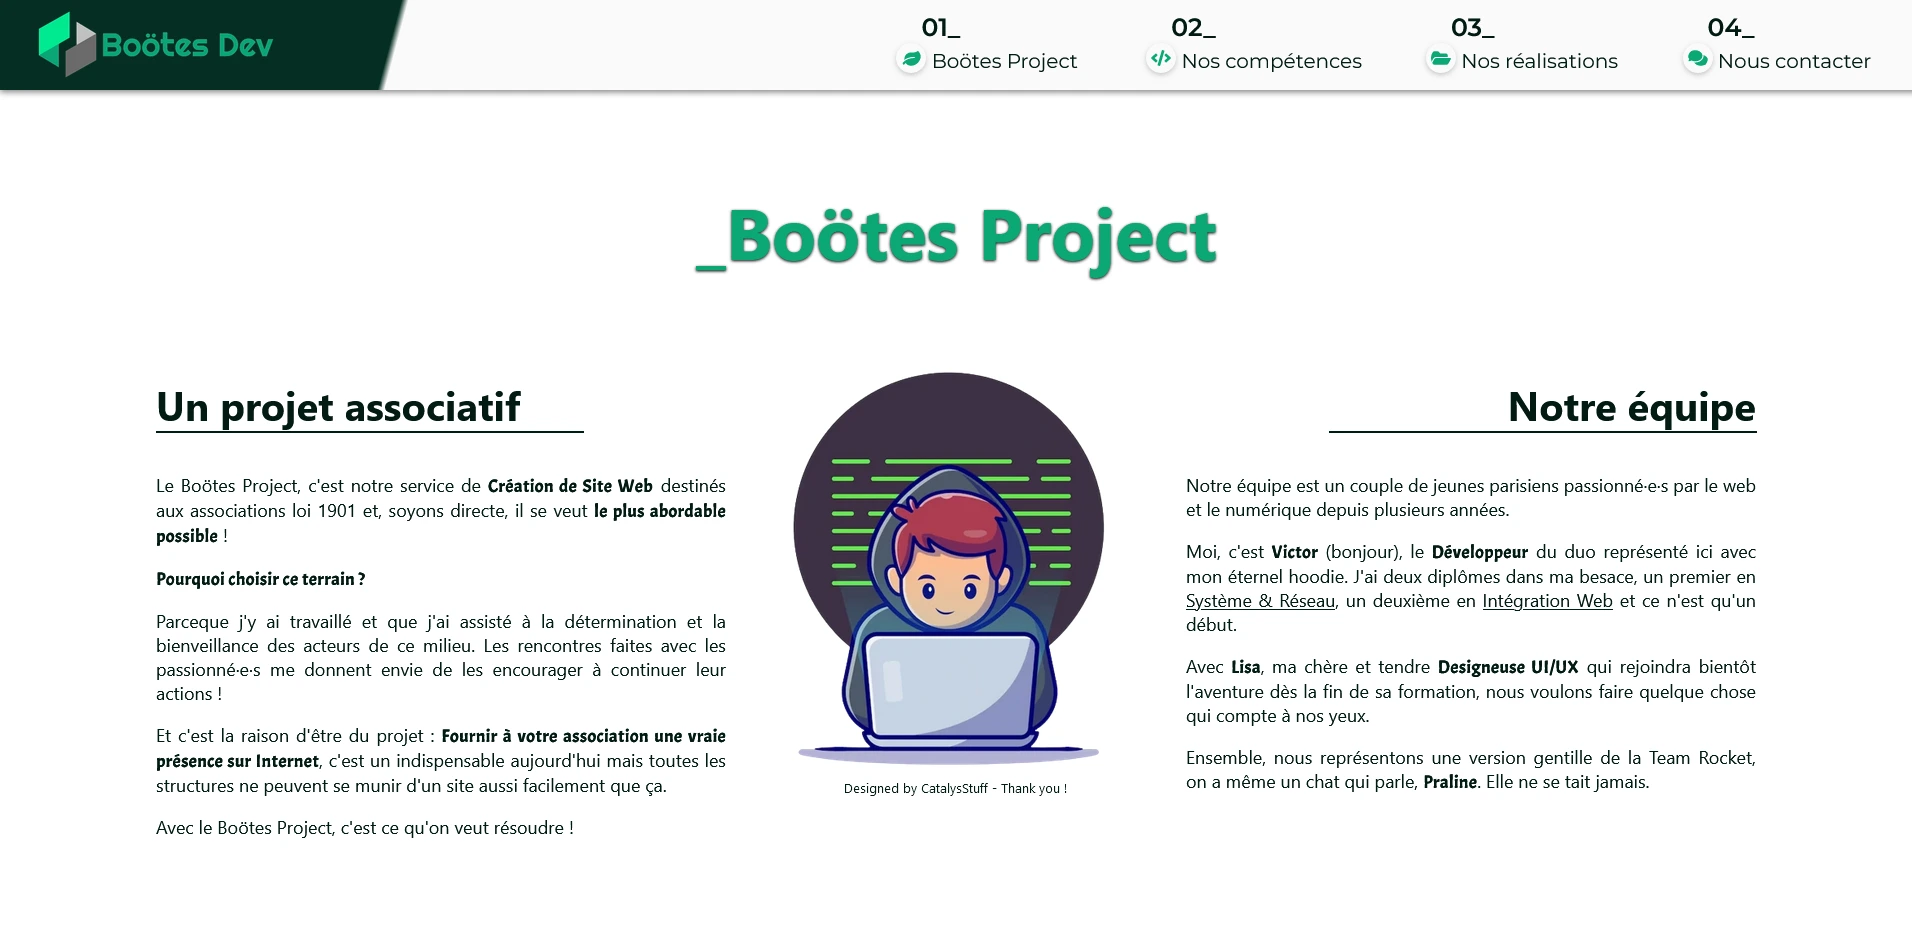 Boötes Dev
01_
Boötes Project
02_
Nos compétences
03_
Nos réalisations
04_
Nous contacter
_Boötes Project
Un projet associatif
Le Boötes Project, c'est notre service de Création de Site Web destinés
aux associations loi 1901 et, soyons directe, il se veut le plus abordable
possible !
Pourquoi choisir ce terrain ?
Parceque j'y ai travaillé et que j'ai assisté à la détermination et la
bienveillance des acteurs de ce milieu. Les rencontres faites avec les
passionné·e·s me donnent envie de les encourager à continuer leur
actions !
Et c'est la raison d'être du projet : Fournir à votre association une vraie
présence sur Internet, c'est un indispensable aujourd'hui mais toutes les
structures ne peuvent se munir d'un site aussi facilement que ça.
Avec le Boötes Project, c'est ce qu'on veut résoudre !
Designed by CatalysStuff - Thank you !
Notre équipe
Notre équipe est un couple de jeunes parisiens passionné·e·s par le web
et le numérique depuis plusieurs années.
Moi, c'est Victor (bonjour), le Développeur du duo représenté ici avec
mon éternel hoodie. J'ai deux diplômes dans ma besace, un premier en
Système & Réseau, un deuxième en Intégration Web et ce n'est qu'un
début.
Avec Lisa, ma chère et tendre Designeuse UI/UX qui rejoindra bientôt
l'aventure dès la fin de sa formation, nous voulons faire quelque chose
qui compte à nos yeux.
Ensemble, nous représentons une version gentille de la Team Rocket,
on a même un chat qui parle, Praline. Elle ne se tait jamais.